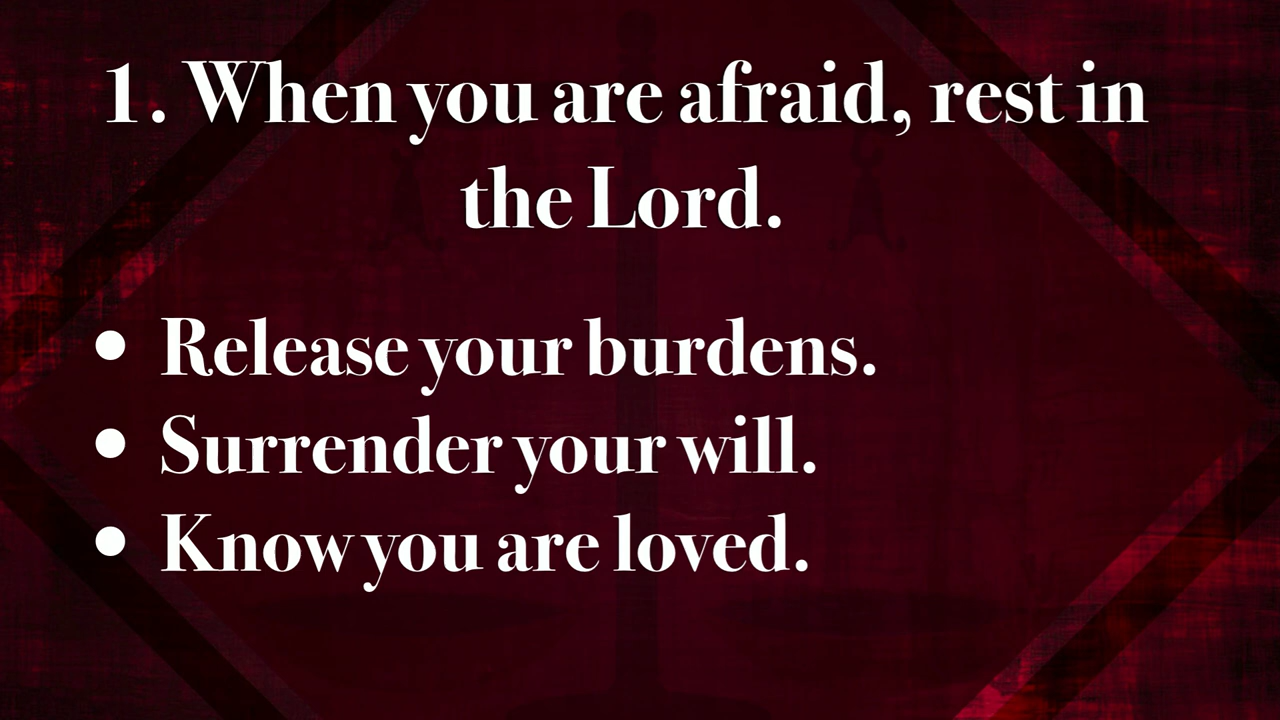 1. When you are afraid, rest in
the Lord.
• Release your burdens.
• Surrender your will.
• Know you are loved.